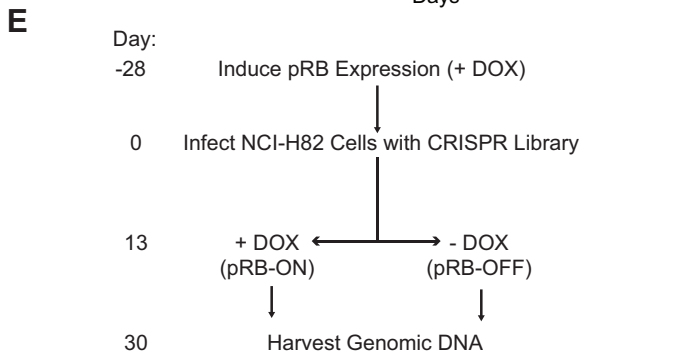 Days
E
Day:
-28 Induce pRB Expression (+ DOX)
0 Infect NCI-H82 Cells with CRISPR Library
13 + DOX - DOX
(pRB-ON) (pRB-OFF)
30 Harvest Genomic DNA